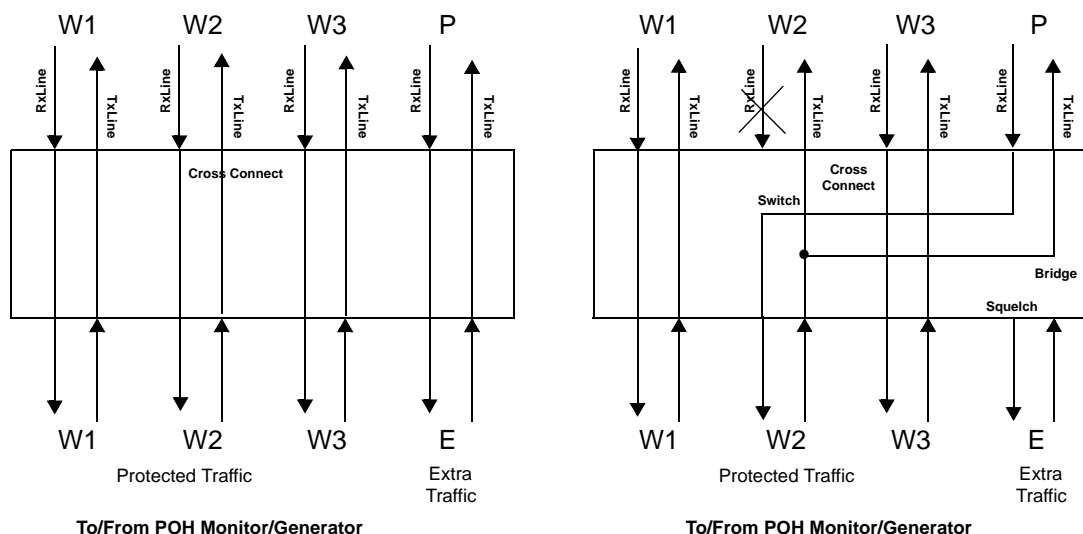 W1 W2 W3 P
RxLine TxLine RxLine TxLine RxLine TxLine RxLine TxLine
Cross Connect
W1 W2 W3 E
Protected Traffic
Extra
Traffic
To/From POH Monitor/Generator
W1 W2 W3 P
RxLine TxLine RxLine TxLine RxLine TxLine RxLine TxLine
Cross
Connect
Switch
Bridge
Squelch
W1 W2 W3 E
Protected Traffic
Extra
Traffic
To/From POH Monitor/Generator